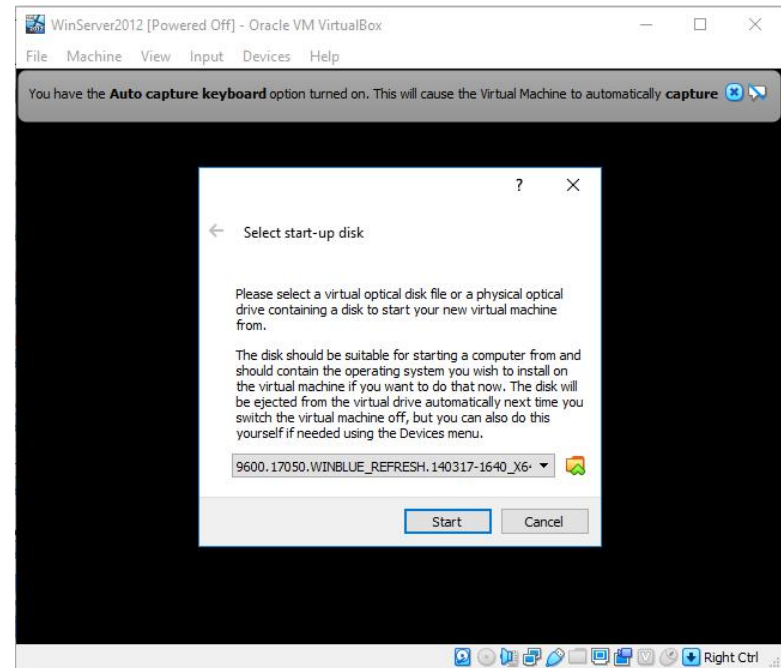 WinServer2012 [Powered Off] - Oracle VM VirtualBox
File Machine View Input Devices Help
You have the Auto capture keyboard option turned on. This will cause the Virtual Machine to automatically capture
?
Select start-up disk
Please select a virtual optical disk file or a physical optical
drive containing a disk to start your new virtual machine
from.
The disk should be suitable for starting a computer from and
should contain the operating system you wish to install on
the virtual machine if you want to do that now. The disk will
be ejected from the virtual drive automatically next time you
switch the virtual machine off, but you can also do this
yourself if needed using the Devices menu.
9600.17050.WINBLUE_REFRESH.140317-1640_X6
Start Cancel
Right Ctrl